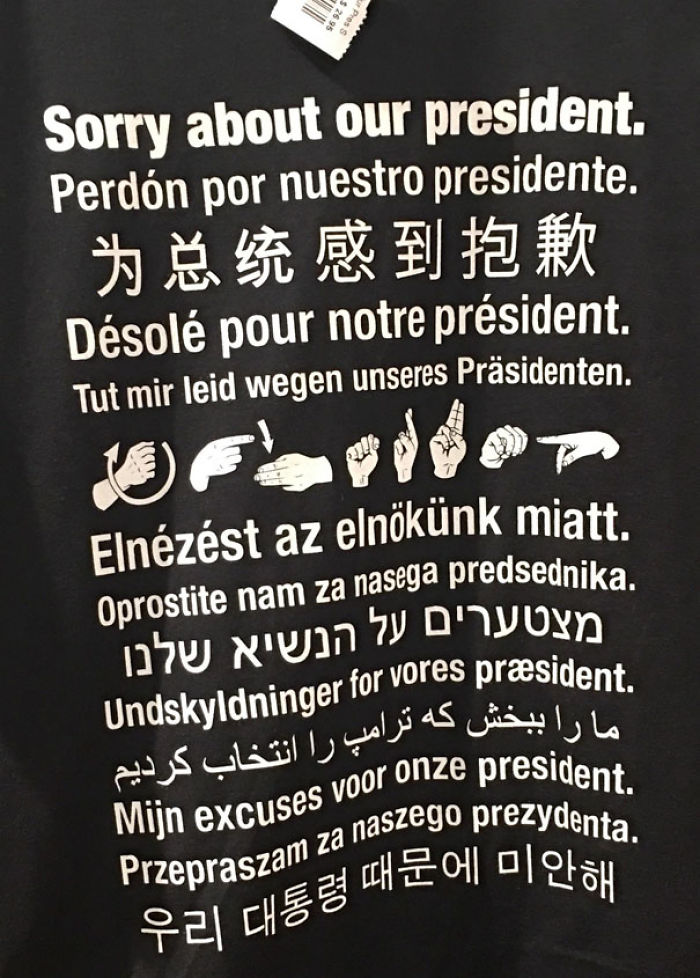 $ 26.95
Sorry about our president.
Perdón por nuestro presidente.
为总统感到抱歉
Désolé pour notre président.
Tut mir leid wegen unseres Präsidenten.
Elnézést az elnökünk miatt.
Oprostite nam za nasega predsednika.
מצטערים על הנשיא שלנו
Undskyldninger for vores præsident.
ما را ببخش که ترامپ را انتخاب کردیم
Mijn excuses voor onze president.
Przepraszam za naszego prezydenta.
우리 대통령 때문에 미안해